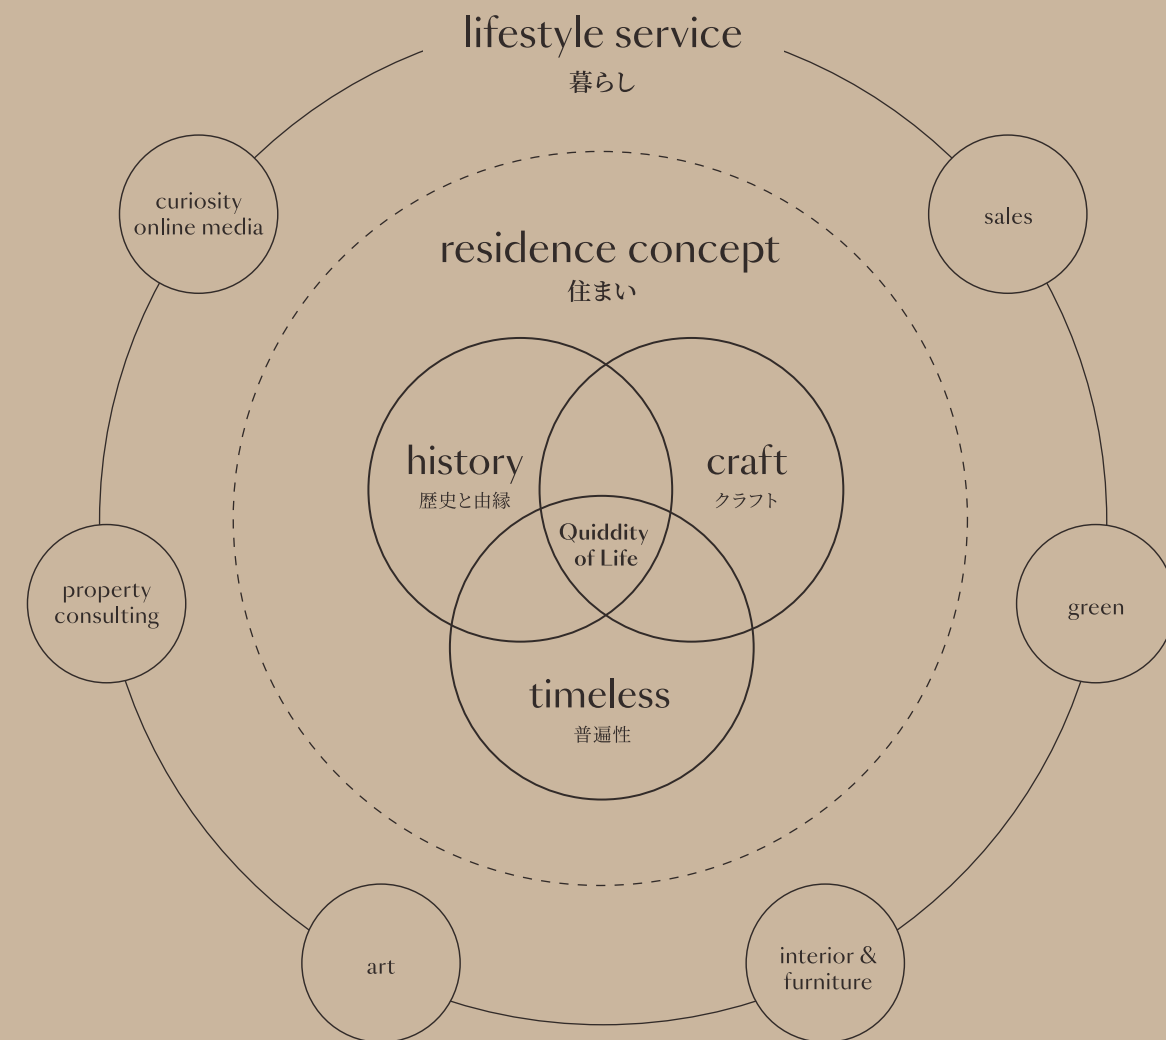 lifestyle service
暮らし
curiosity
online media
sales
residence concept
住まい
history
歴史と由縁
craft
クラフト
Quiddity
of Life
property
consulting
green
timeless
普遍性
art
interior &
furniture